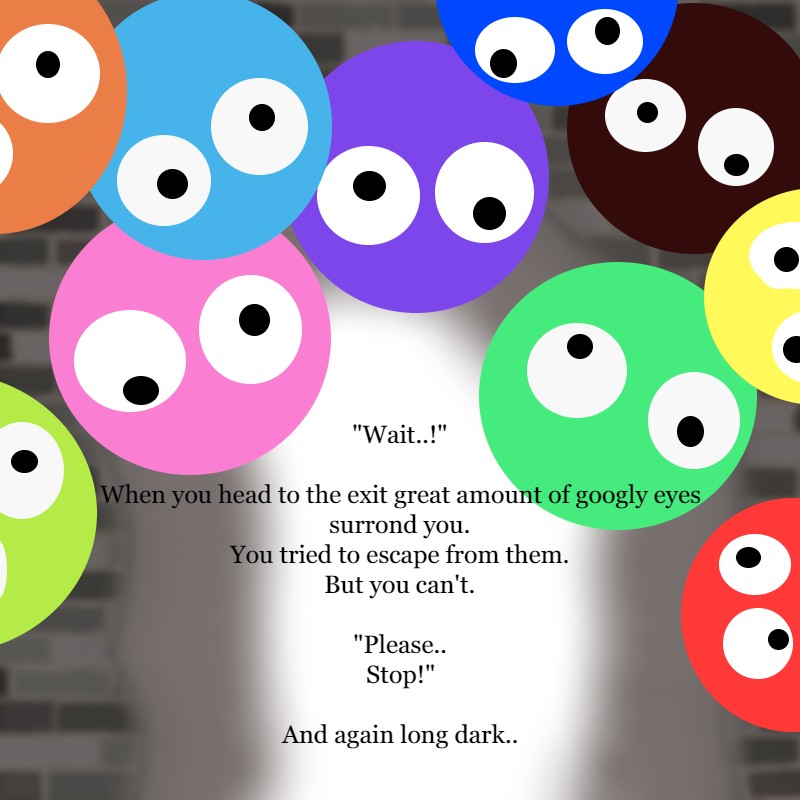 "Wait..!"
When you head to the exit great amount of googly eyes
surrond you.
You tried to escape from them.
But you can't.
"Please..
Stop!"
And again long dark..